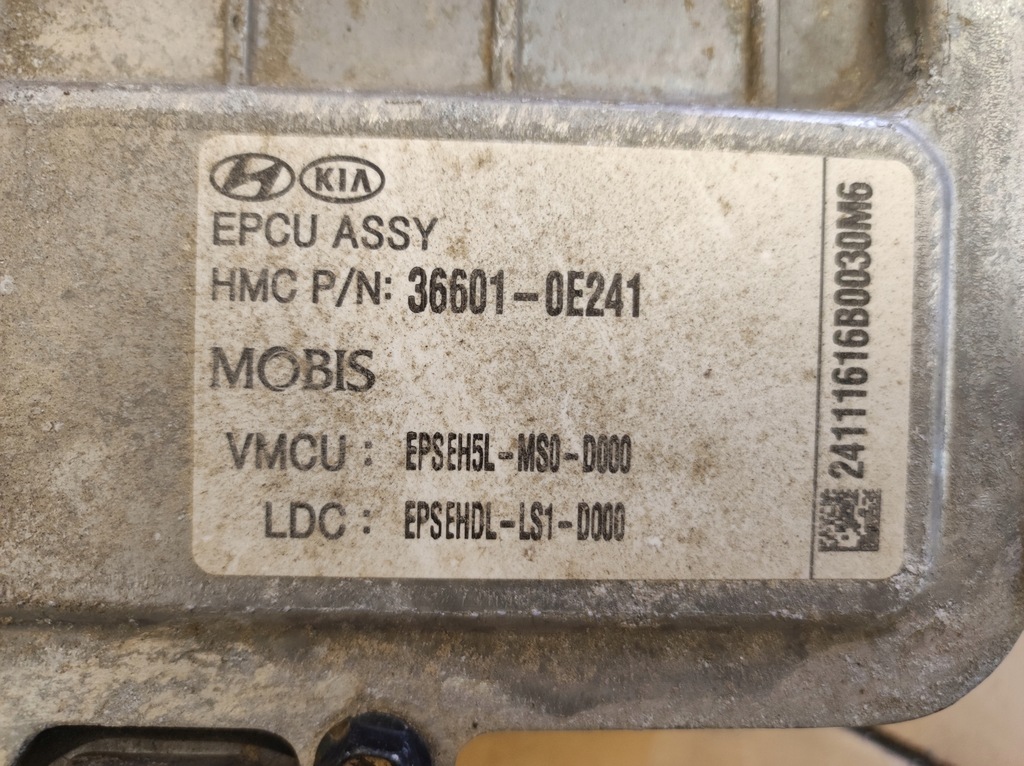 KIA
EPCU ASSY
HMC P/N: 36601-0E241
MOBIS
VMCU : EPSEH5L-MS0-D000
LDC : EPSEHDL-LS1-D000
24111616B0030M6